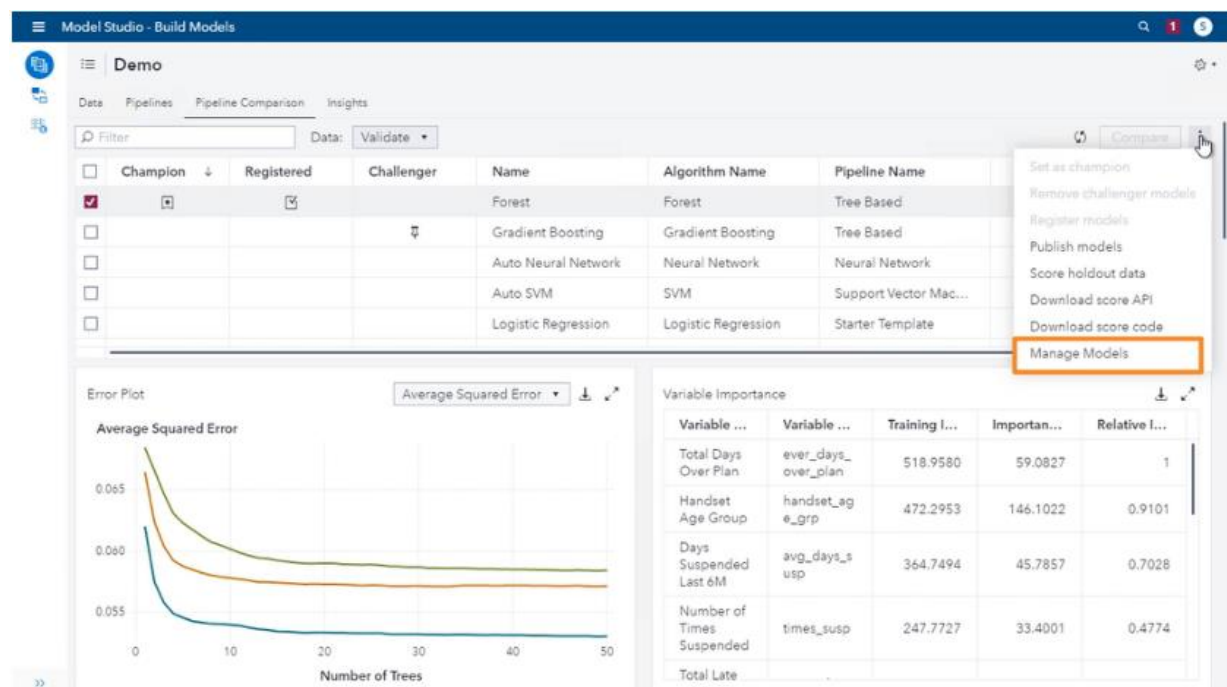 Model Studio - Build Models
1
S
Demo
Data Pipelines Pipeline Comparison Insights
Filter Data: Validate Compare
Champion Registered Challenger Name Algorithm Name Pipeline Name
Forest Forest Tree Based
Gradient Boosting Gradient Boosting Tree Based
Auto Neural Network Neural Network Neural Network
Auto SVM SVM Support Vector Mac...
Logistic Regression Logistic Regression Starter Template
Set as champion
Remove challenger models
Register models
Publish models
Score holdout data
Download score API
Download score code
Manage Models
Error Plot Average Squared Error
Average Squared Error
0.065
0.060
0.055
0 10 20 30 40 50
Number of Trees
Variable Importance
Variable ... Variable ... Training I... Importan... Relative I...
Total Days ever_days_
Over Plan over_plan 518.9580 59.0827 1
Handset handset_ag
Age Group e_grp 472.2953 146.1022 0.9101
Days
Suspended avg_days_s 364.7494 45.7857 0.7028
Last 6M usp
Number of
Times times_susp 247.7727 33.4001 0.4774
Suspended
Total Late